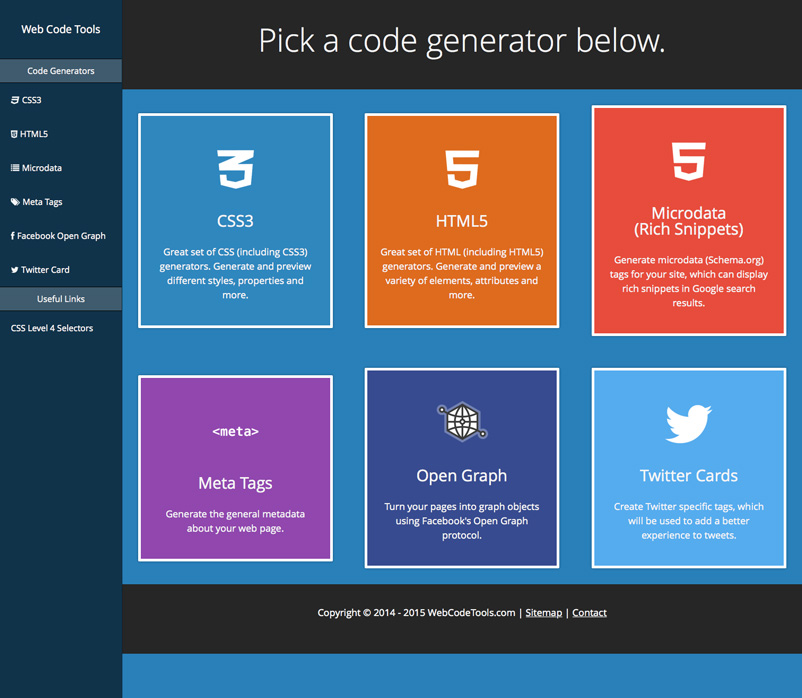 Web Code Tools
Code Generators
CSS3
HTML5
Microdata
Meta Tags
Facebook Open Graph
Twitter Card
Useful Links
CSS Level 4 Selectors
Pick a code generator below.
CSS3
Great set of CSS (including CSS3)
generators. Generate and preview
different styles, properties and
more.
HTML5
Great set of HTML (including HTML5)
generators. Generate and preview a
variety of elements, attributes and
more.
Microdata
(Rich Snippets)
Generate microdata (Schema.org)
tags for your site, which can display
rich snippets in Google search
results.
<meta>
Meta Tags
Generate the general metadata
about your web page.
Open Graph
Turn your pages into graph objects
using Facebook's Open Graph
protocol.
Twitter Cards
Create Twitter specific tags, which
will be used to add a better
experience to tweets.
Copyright © 2014 - 2015 WebCodeTools.com | Sitemap | Contact